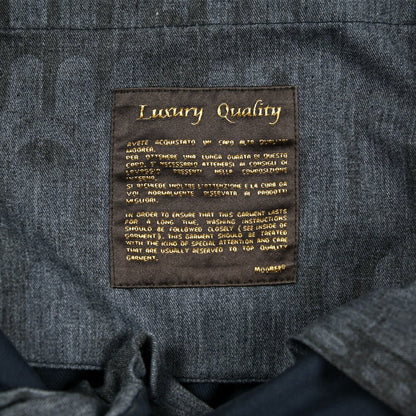 Luxury Quality
AVETE ACQUISTATO UN CAPO ALTA QUALITÀ
MOORER.
PER OTTENERE UNA LUNGA DURATA DI QUESTO
CAPO, E' NECESSARIO ATTENERSI AI CONSIGLI DI
LAVAGGIO PRESENTI NELLA COMPOSIZIONE
INTERNA.
SI RICHIEDE INOLTRE L'ATTENZIONE E LA CURA DA
VOI NORMALMENTE RISERVATA AI PRODOTTI
MIGLIORI.
IN ORDER TO ENSURE THAT THIS GARMENT LASTS
FOR A LONG TIME, WASHING INSTRUCTIONS
SHOULD BE FOLLOWED CLOSELY (SEE INSIDE OF
GARMENT). THIS GARMENT SHOULD BE TREATED
WITH THE KIND OF SPECIAL ATTENTION AND CARE
THAT ARE USUALLY RESERVED TO TOP QUALITY
GARMENT.
MOORER®